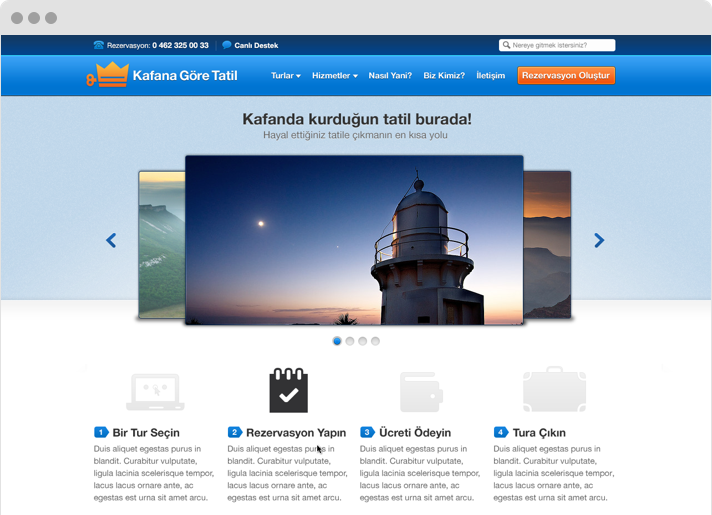 Rezervasyon: 0 462 325 00 33
Canlı Destek
Nereye gitmek istersiniz?
Kafana Göre Tatil
Turlar
Hizmetler
Nasıl Yani?
Biz Kimiz?
İletişim
Rezervasyon Oluştur
Kafanda kurduğun tatil burada!
Hayal ettiğiniz tatile çıkmanın en kısa yolu
1 Bir Tur Seçin
Duis aliquet egestas purus in
blandit. Curabitur vulputate,
ligula lacinia scelerisque tempor,
lacus lacus ornare ante, ac
egestas est urna sit amet arcu.
2 Rezervasyon Yapın
Duis aliquet egestas purus in
blandit. Curabitur vulputate,
ligula lacinia scelerisque tempor,
lacus lacus ornare ante, ac
egestas est urna sit amet arcu.
3 Ücreti Ödeyin
Duis aliquet egestas purus in
blandit. Curabitur vulputate,
ligula lacinia scelerisque tempor,
lacus lacus ornare ante, ac
egestas est urna sit amet arcu.
4 Tura Çıkın
Duis aliquet egestas purus in
blandit. Curabitur vulputate,
ligula lacinia scelerisque tempor,
lacus lacus ornare ante, ac
egestas est urna sit amet arcu.